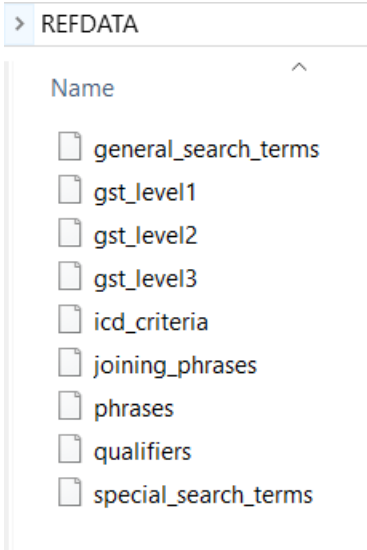 REFDATA
Name
general_search_terms
gst_level1
gst_level2
gst_level3
icd_criteria
joining_phrases
phrases
qualifiers
special_search_terms